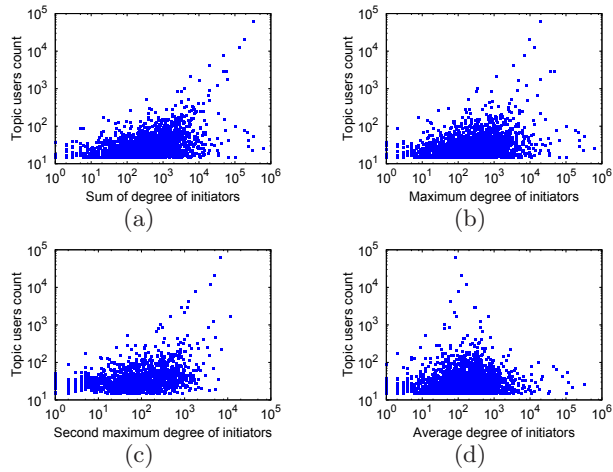 10^5
10^4
10^3
10^2
10^1
Topic users count
10^0 10^1 10^2 10^3 10^4 10^5 10^6
Sum of degree of initiators
(a)
10^5
10^4
10^3
10^2
10^1
Topic users count
10^0 10^1 10^2 10^3 10^4 10^5 10^6
Maximum degree of initiators
(b)
10^5
10^4
10^3
10^2
10^1
Topic users count
10^0 10^1 10^2 10^3 10^4 10^5
Second maximum degree of initiators
(c)
10^5
10^4
10^3
10^2
10^1
Topic users count
10^0 10^1 10^2 10^3 10^4 10^5 10^6
Average degree of initiators
(d)